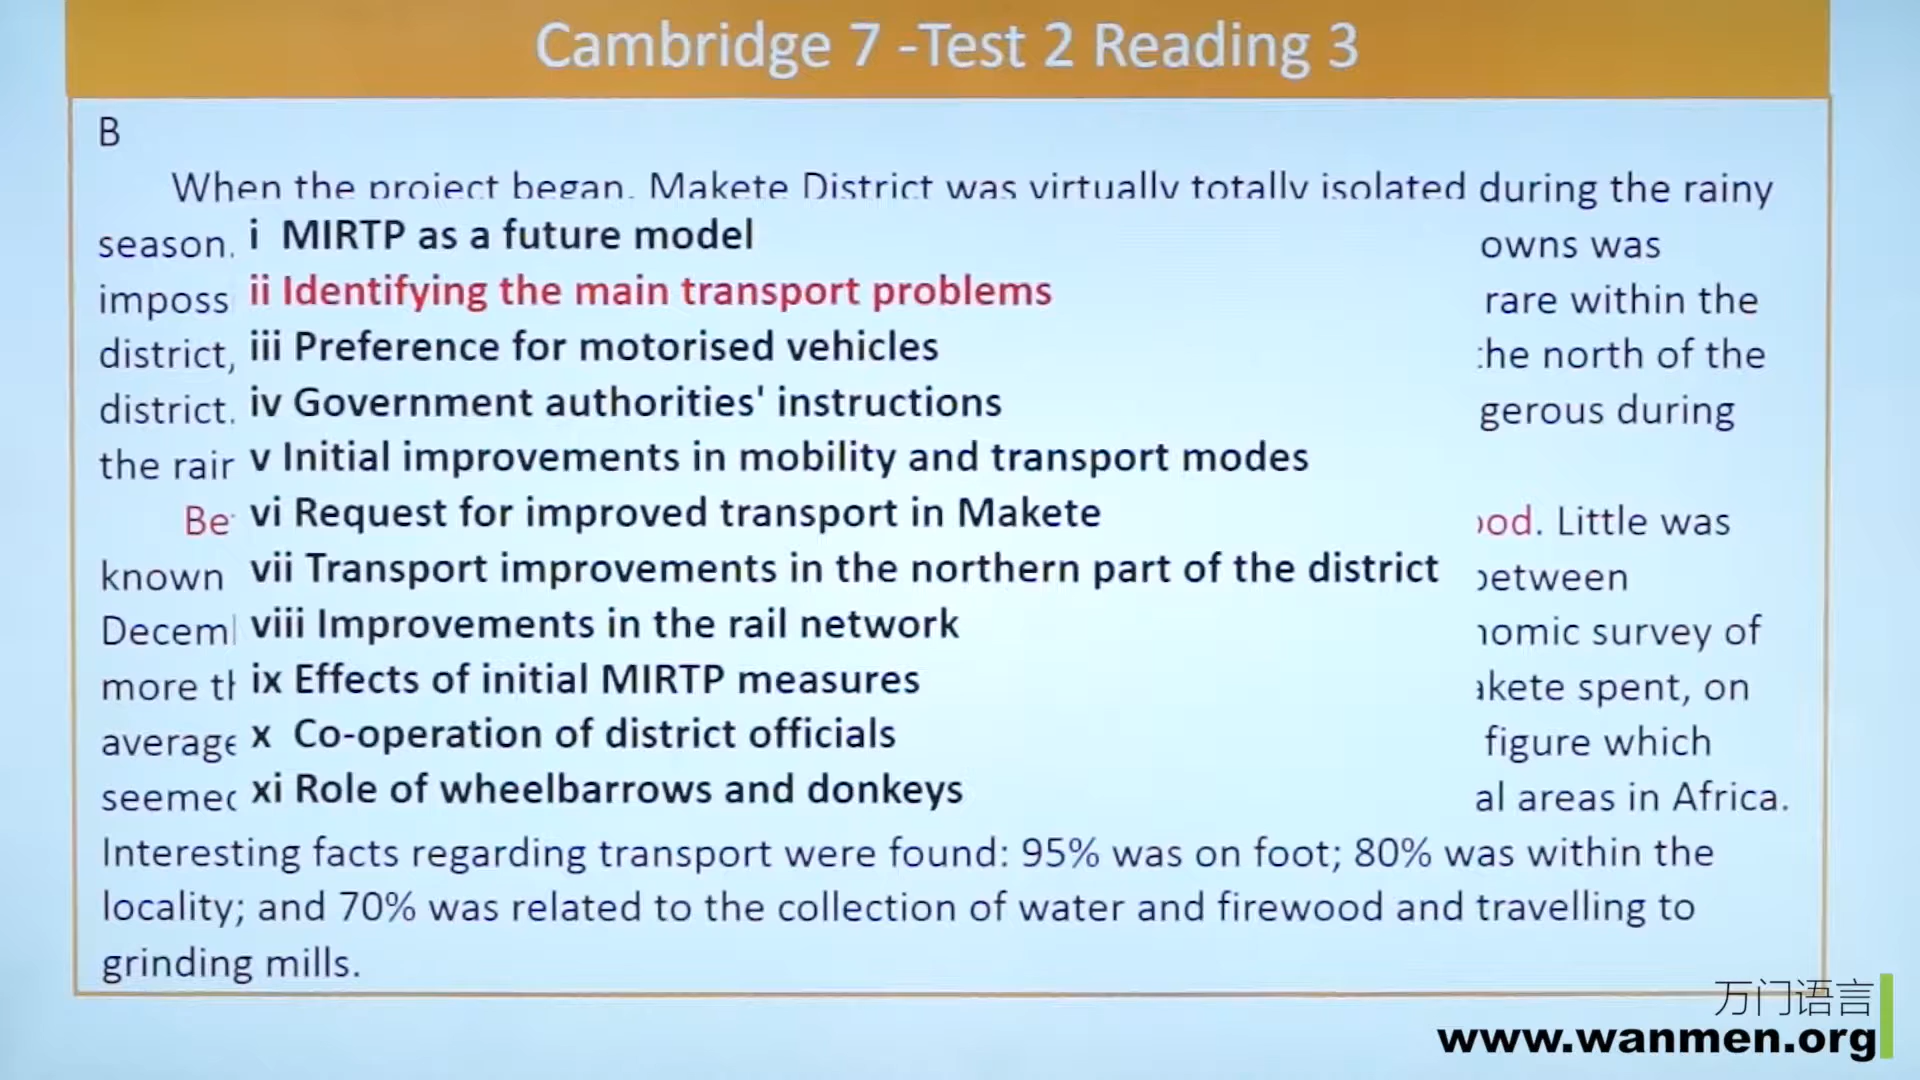 Cambridge 7 -Test 2 Reading 3
B
When the project began, Makete District was virtually totally isolated during the rainy
season. owns was
i MIRTP as a future model
imposs rare within the
ii Identifying the main transport problems
district, he north of the
iii Preference for motorised vehicles
district. gerous during
iv Government authorities' instructions
the rair
v Initial improvements in mobility and transport modes
Be ood. Little was
vi Request for improved transport in Makete
known between
vii Transport improvements in the northern part of the district
Decem nomic survey of
viii Improvements in the rail network
more th akete spent, on
ix Effects of initial MIRTP measures
average figure which
x Co-operation of district officials
seemed al areas in Africa.
xi Role of wheelbarrows and donkeys
Interesting facts regarding transport were found: 95% was on foot; 80% was within the
locality; and 70% was related to the collection of water and firewood and travelling to
grinding mills.
万门语言
www.wanmen.org